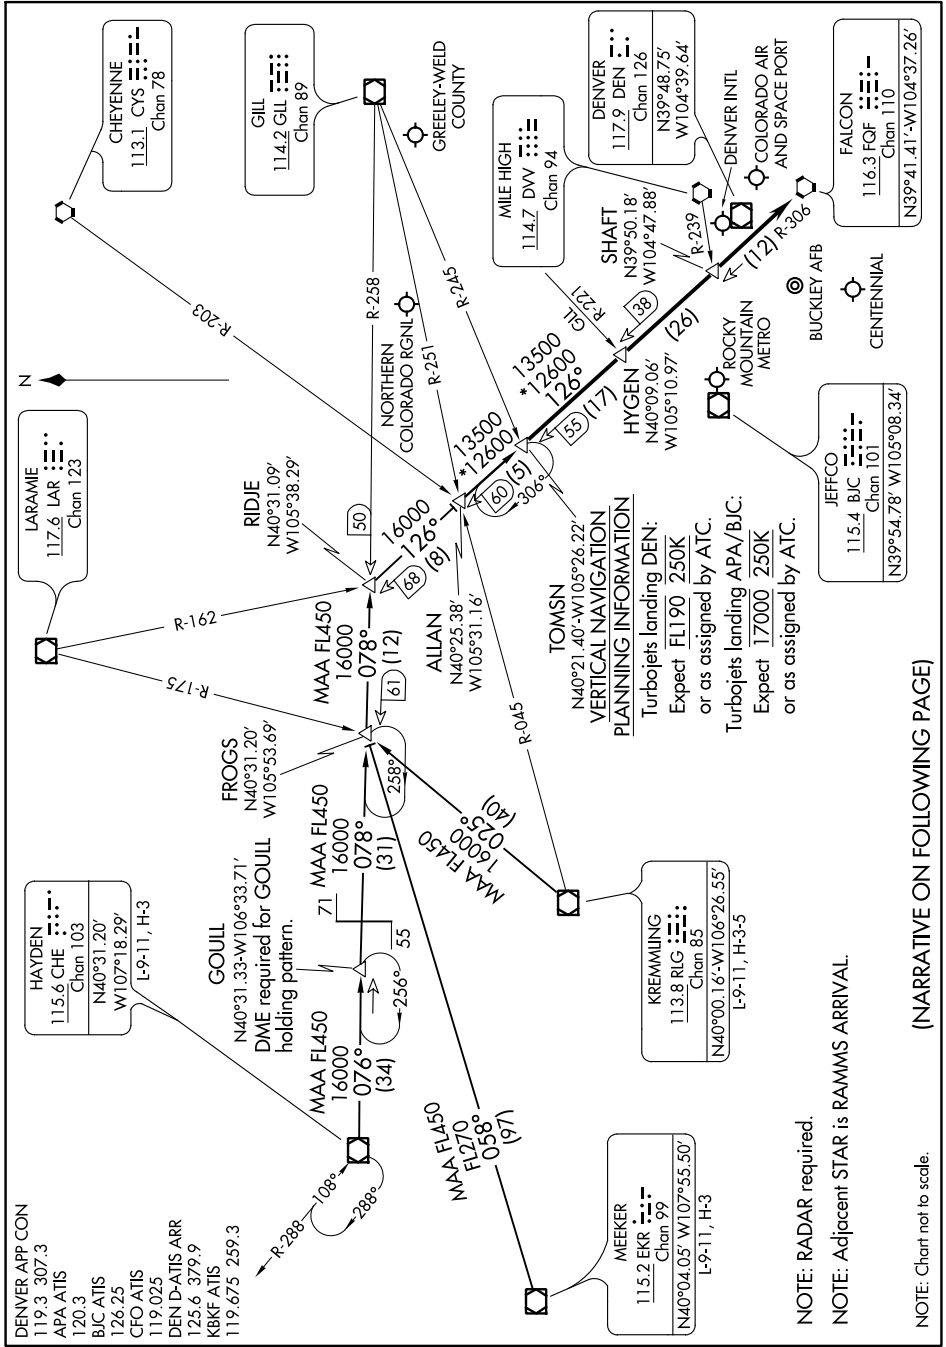 DENVER APP CON
119.3 307.3
APA ATIS
120.3
BJC ATIS
126.25
CFO ATIS
119.025
DEN D-ATIS ARR
125.6 379.9
KBKF ATIS
119.675 259.3
HAYDEN
115.6 CHE
Chan 103
N40°31.20'
W107°18.29'
L-9-11, H-3
LARAMIE
117.6 LAR
Chan 123
CHEYENNE
113.1 CYS
Chan 78
GILL
114.2 GLL
Chan 89
GREELEY-WELD
COUNTY
N
R-288
108°
288°
MAA FL450
16000
076°
(34)
GOULL
N40°31.33'-W106°33.71'
DME required for GOULL
holding pattern.
256°
71
55
MAA FL450
16000
078°
(31)
FROGS
N40°31.20'
W105°53.69'
258°
61
R-175
R-162
MAA FL450
16000
078°
(12)
RIDJE
N40°31.09'
W105°38.29'
50
68
16000
126°
(8)
R-203
R-258
NORTHERN
COLORADO RGNL
R-251
R-245
ALLAN
N40°25.38'
W105°31.16'
13500
*12600
60
(5)
306°
TOMSN
N40°21.40'-W105°26.22'
13500
*12600
126°
(17)
55
HYGEN
N40°09.06'
W105°10.97'
GIL
R-221
38
(26)
MILE HIGH
114.7 DVV
Chan 94
SHAFT
N39°50.18'
W104°47.88'
R-239
DENVER
117.9 DEN
Chan 126
N39°48.75'
W104°39.64'
DENVER INTL
COLORADO AIR
AND SPACE PORT
(12)
R-306
FALCON
116.3 FQF
Chan 110
N39°41.41'-W104°37.26'
BUCKLEY AFB
CENTENNIAL
ROCKY
MOUNTAIN
METRO
JEFFCO
115.4 BJC
Chan 101
N39°54.78' W105°08.34'
VERTICAL NAVIGATION
PLANNING INFORMATION
Turbojets landing DEN:
Expect FL190 250K
or as assigned by ATC.
Turbojets landing APA/BJC:
Expect 17000 250K
or as assigned by ATC.
R-045
MAA FL450
16000
025°
(40)
KREMMLING
113.8 RLG
Chan 85
N40°00.16'-W106°26.55'
L-9-11, H-3-5
MAA FL450
FL270
058°
(97)
MEEKER
115.2 EKR
Chan 99
N40°04.05' W107°55.50'
L-9-11, H-3
NOTE: RADAR required.
NOTE: Adjacent STAR is RAMMS ARRIVAL.
NOTE: Chart not to scale.
(NARRATIVE ON FOLLOWING PAGE)